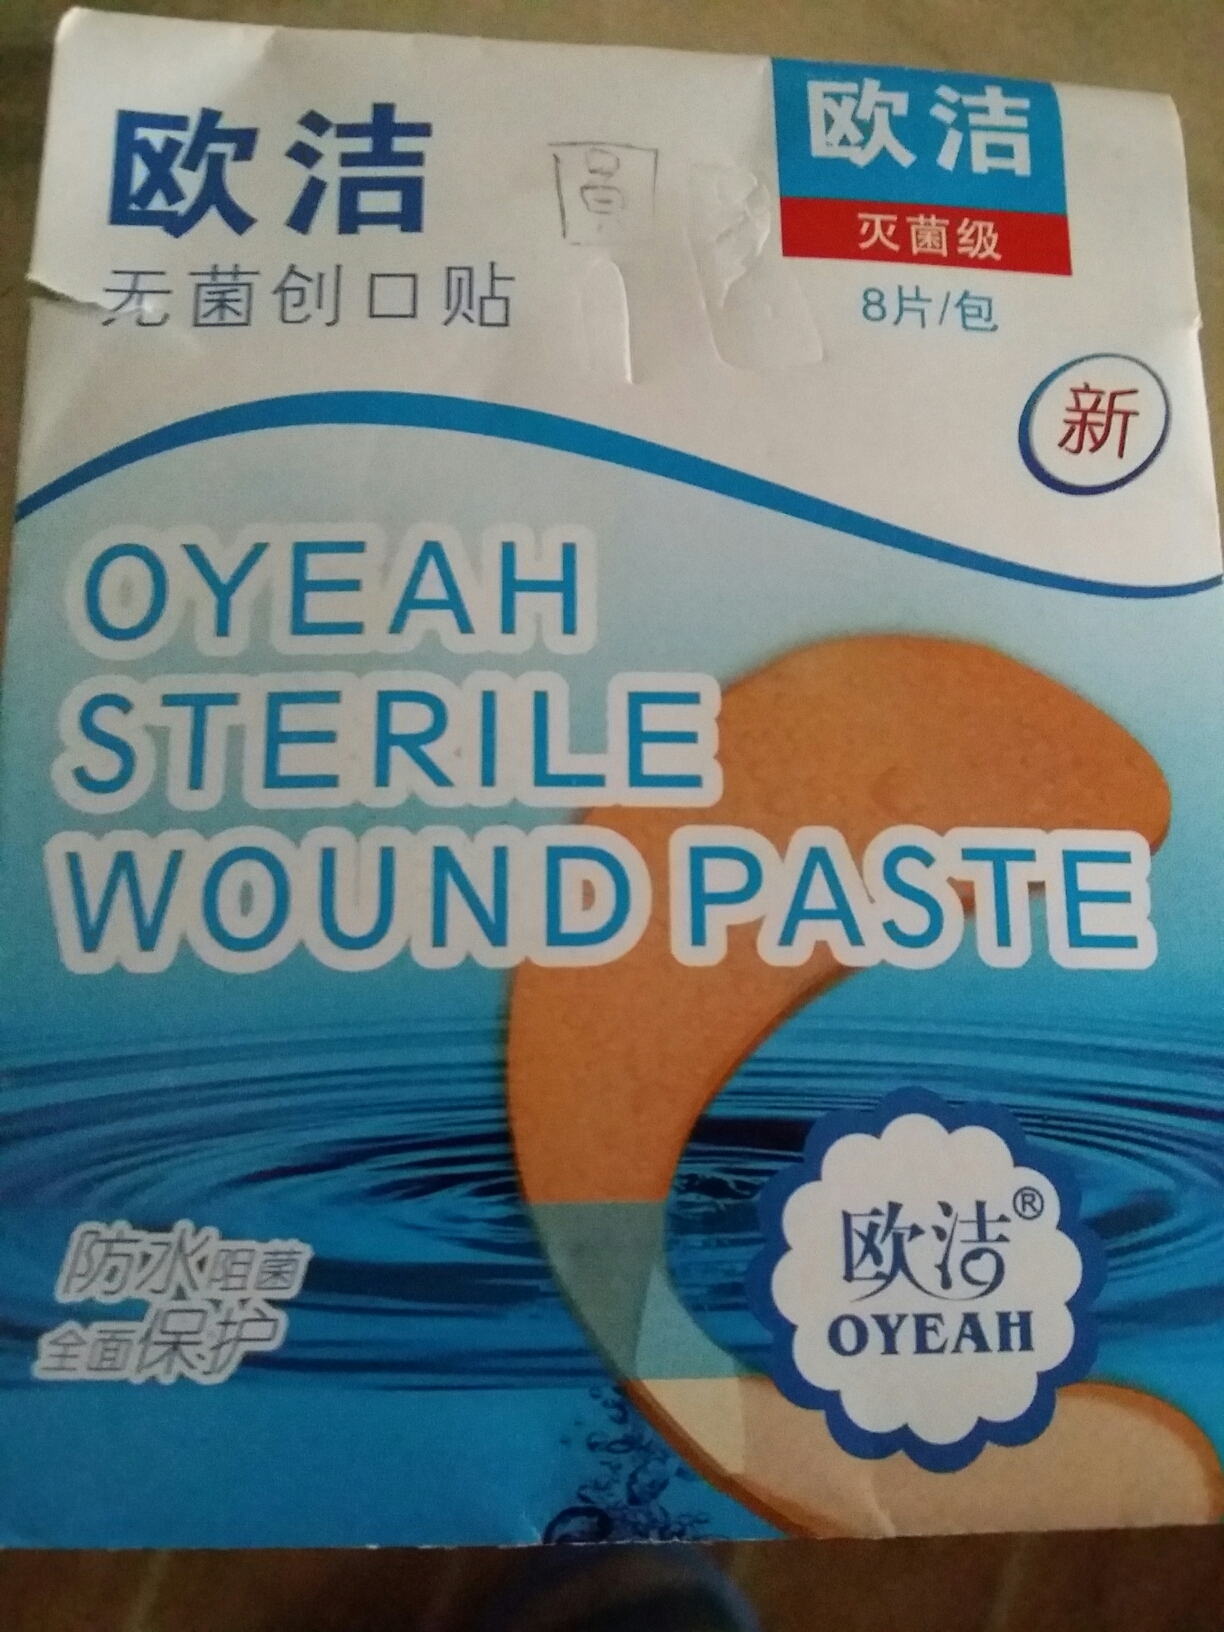 欧洁
无菌创口贴
欧洁
灭菌级
8片/包
新
OYEAH
STERILE
WOUND PASTE
防水阻菌
全面保护
欧洁®
OYEAH